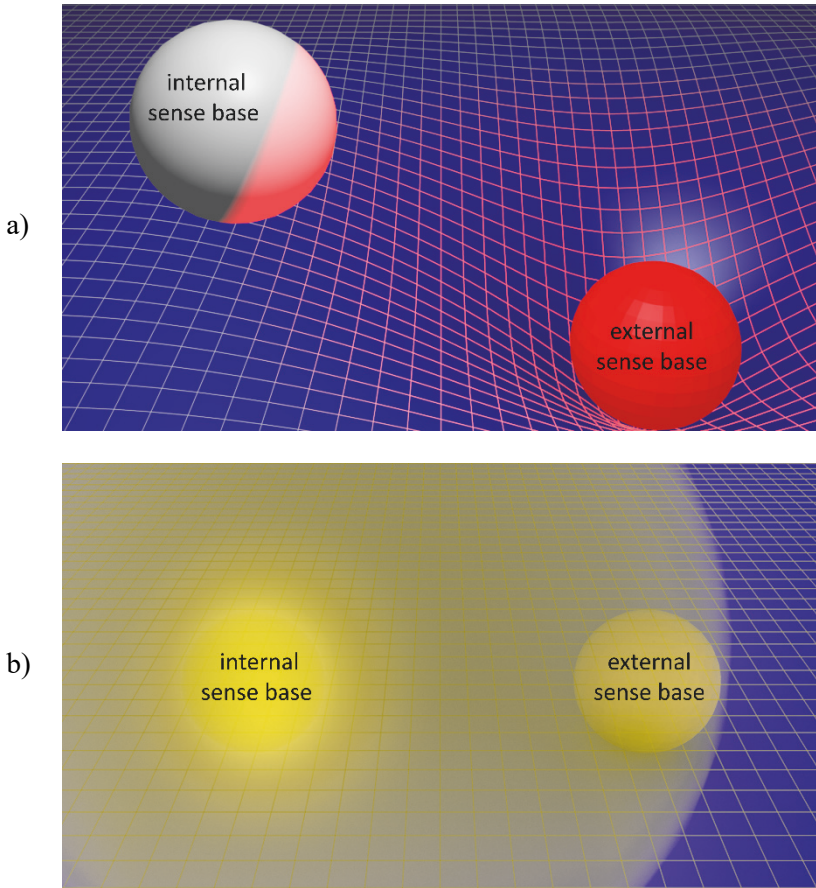 internal
sense base
a)
external
sense base
b)
internal
sense base
external
sense base